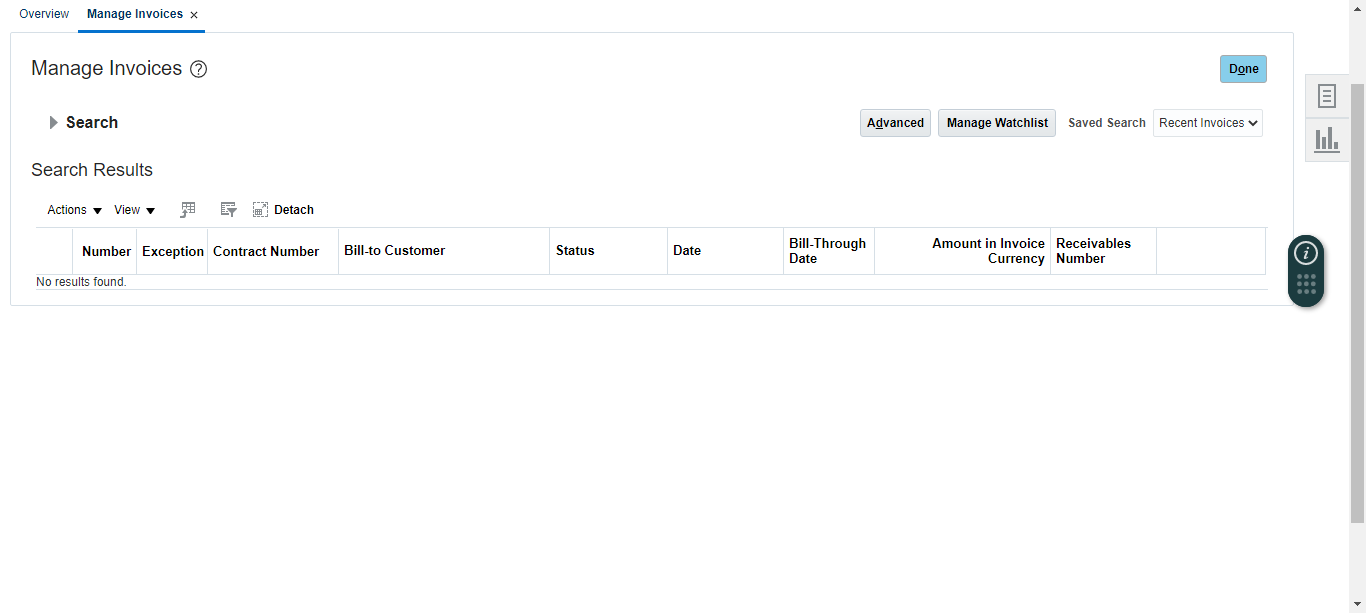 Overview Manage Invoices ×
Manage Invoices ?
Done
Search
Advanced Manage Watchlist Saved Search Recent Invoices
Search Results
Actions View Detach
Number Exception Contract Number Bill-to Customer Status Date Bill-Through Date Amount in Invoice Currency Receivables Number
No results found.
i